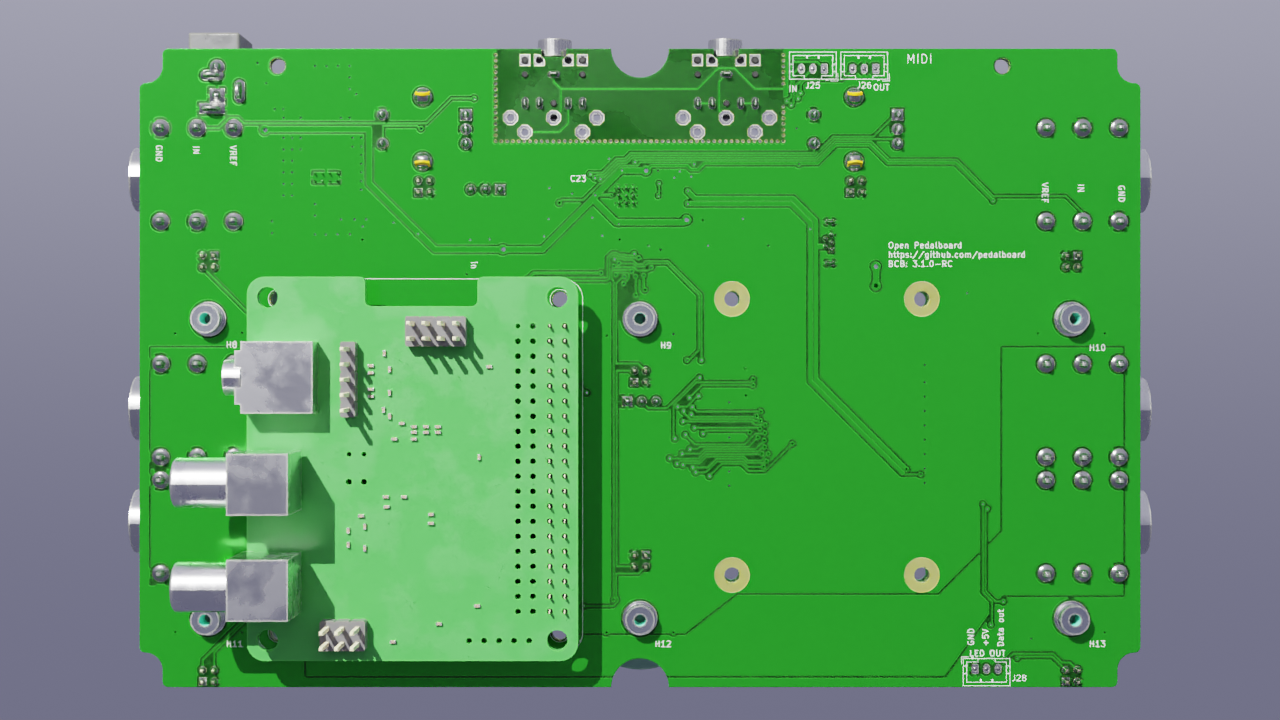 MIDI
IN
J25
J26
OUT
GND
IN
VREF
C23
VREF
IN
GND
Open Pedalboard
https://github.com/pedalboard
BCB: 3.1.0-RC
In
H8
H9
H10
H11
H12
H13
GND
+5V
Data out
LED OUT
J28